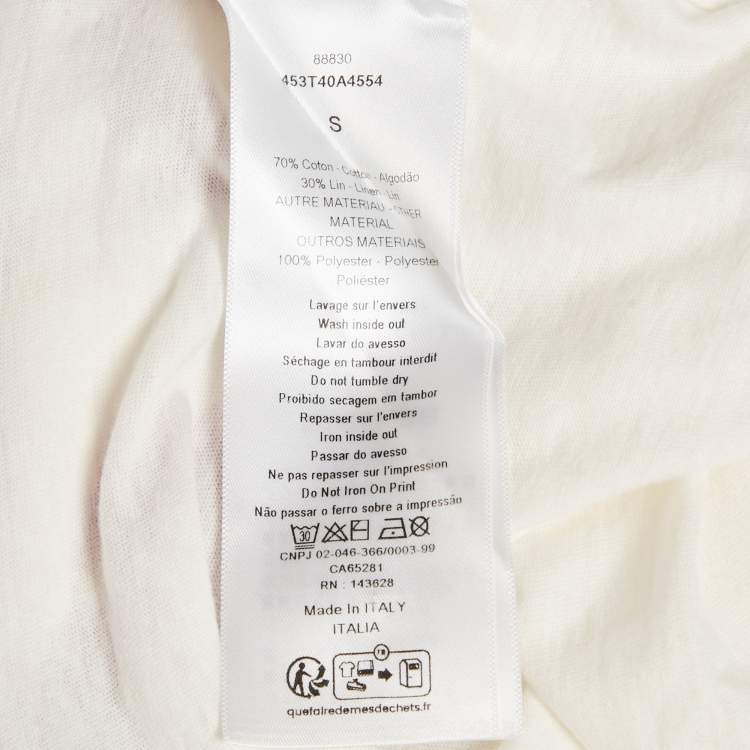 88830
453T40A4554
S
70% Coton - Cotton - Algodão
30% Lin - Linen - Lin
AUTRE MATERIAU - OTHER
MATERIAL
OUTROS MATERIAIS
100% Polyester - Polyester
Poliéster
Lavage sur l'envers
Wash inside out
Lavar do avesso
Séchage en tambour interdit
Do not tumble dry
Proibido secagem em tambor
Repasser sur l'envers
Iron inside out
Passar do avesso
Ne pas repasser sur l'impression
Do Not Iron On Print
Não passar o ferro sobre a impressão
30
CNPJ 02-046-366/0003-99
CA65281
RN : 143628
Made In ITALY
ITALIA
FR
quefairedemesdechets.fr